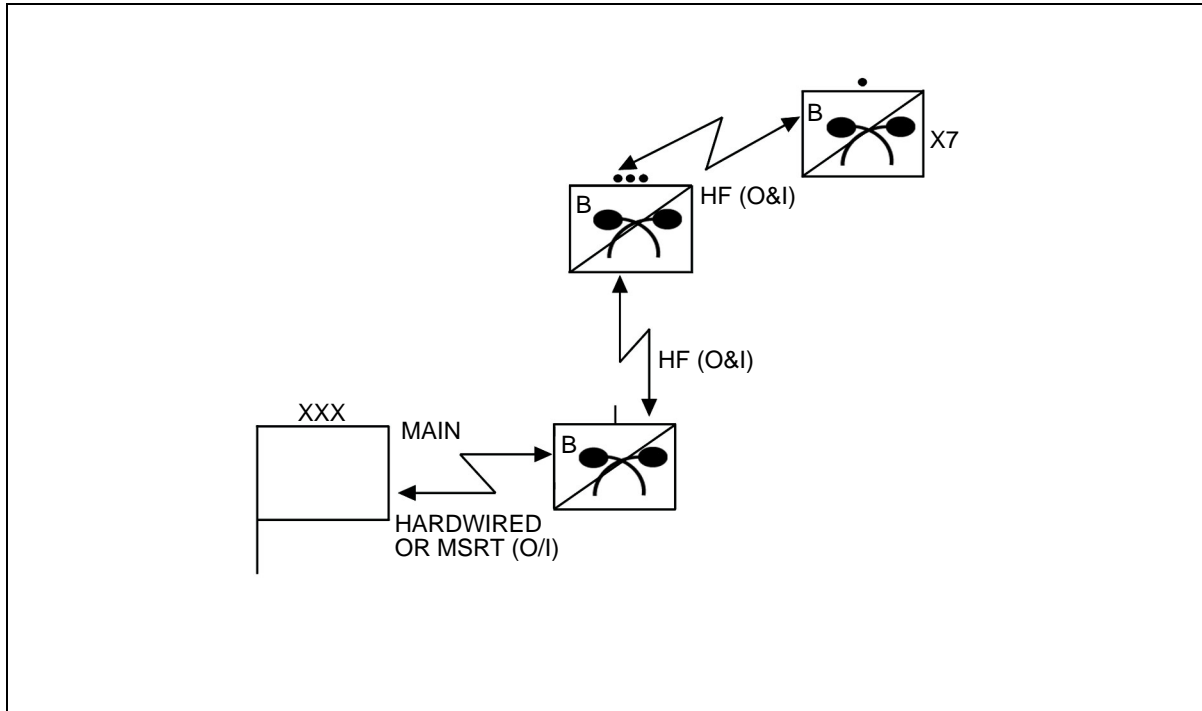 B
X7
HF (O&I)
B
HF (O&I)
XXX
MAIN
B
HARDWIRED
OR MSRT (O/I)